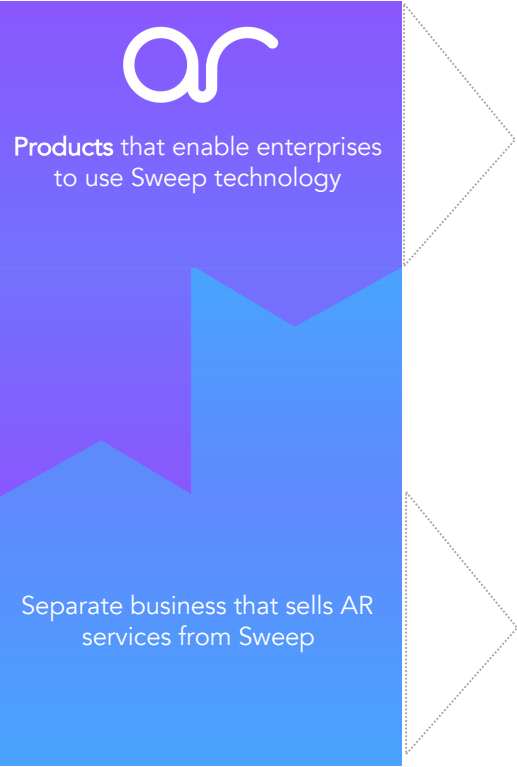 ar
Products that enable enterprises
to use Sweep technology
Separate business that sells AR
services from Sweep